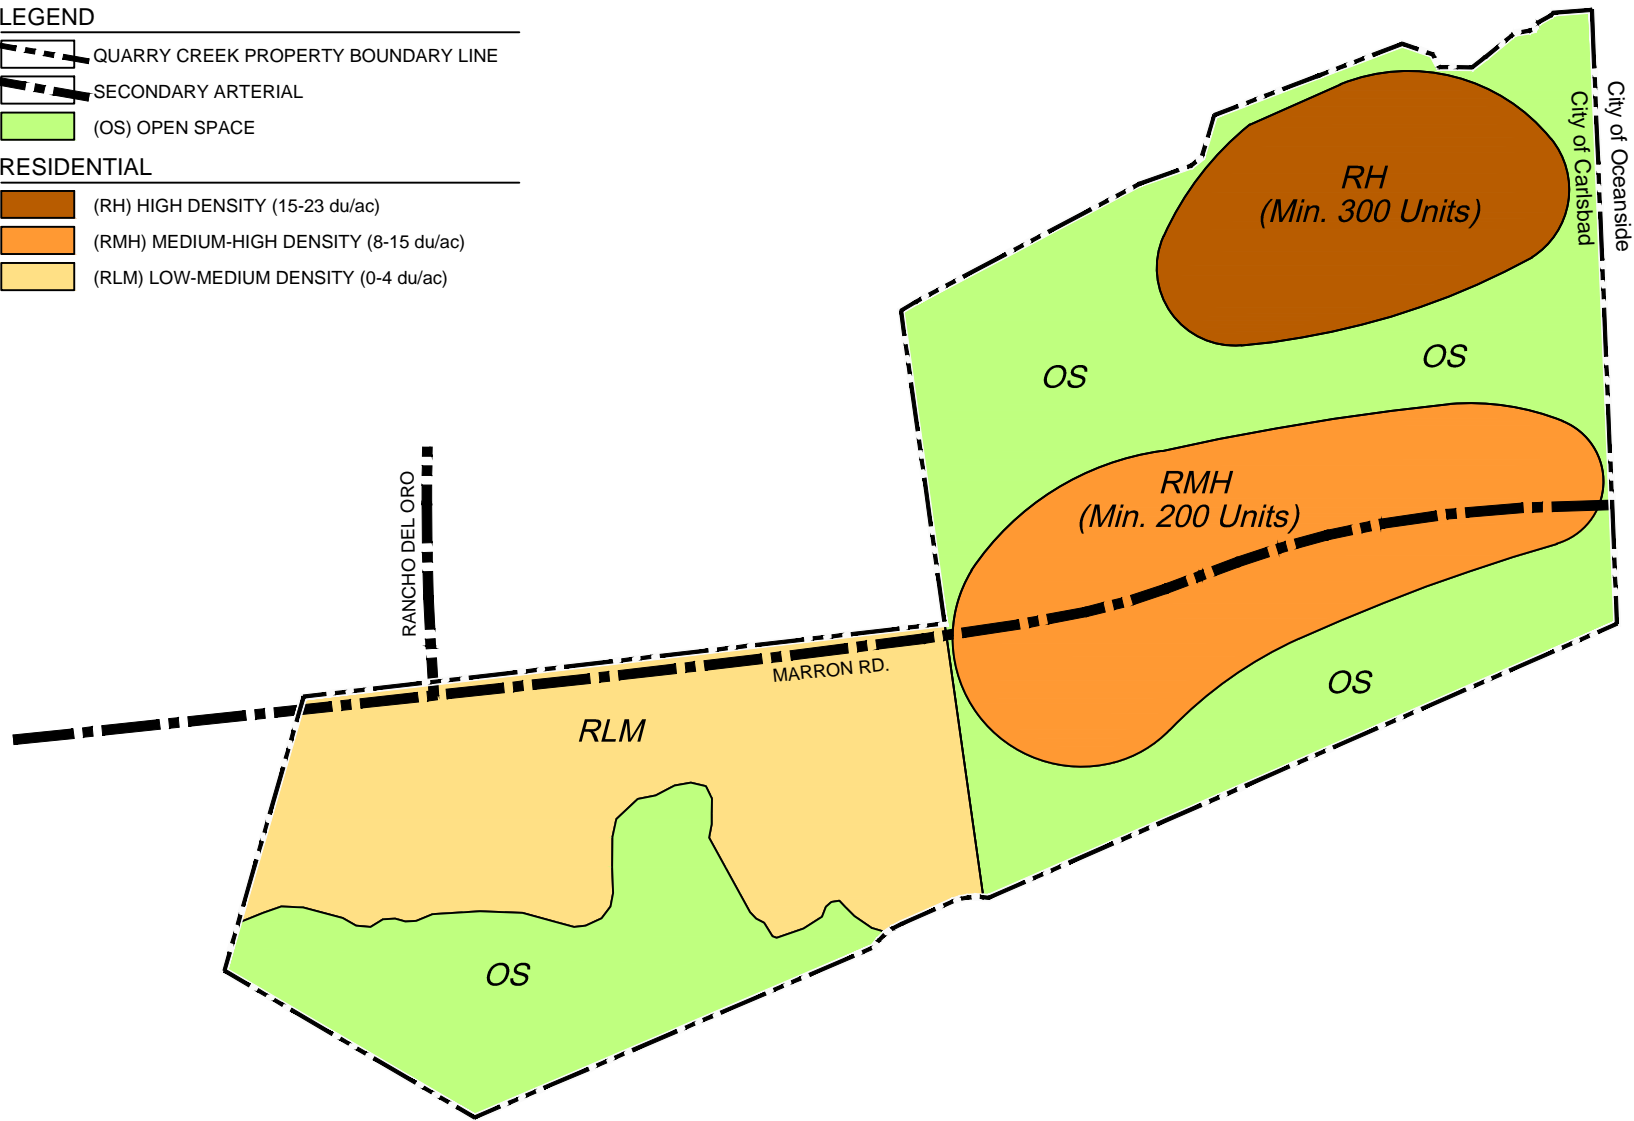 LEGEND
QUARRY CREEK PROPERTY BOUNDARY LINE
SECONDARY ARTERIAL
(OS) OPEN SPACE
RESIDENTIAL
(RH) HIGH DENSITY (15-23 du/ac)
(RMH) MEDIUM-HIGH DENSITY (8-15 du/ac)
(RLM) LOW-MEDIUM DENSITY (0-4 du/ac)
City of Oceanside
City of Carlsbad
RH
(Min. 300 Units)
OS
OS
RMH
(Min. 200 Units)
RANCHO DEL ORO
MARRON RD.
OS
RLM
OS